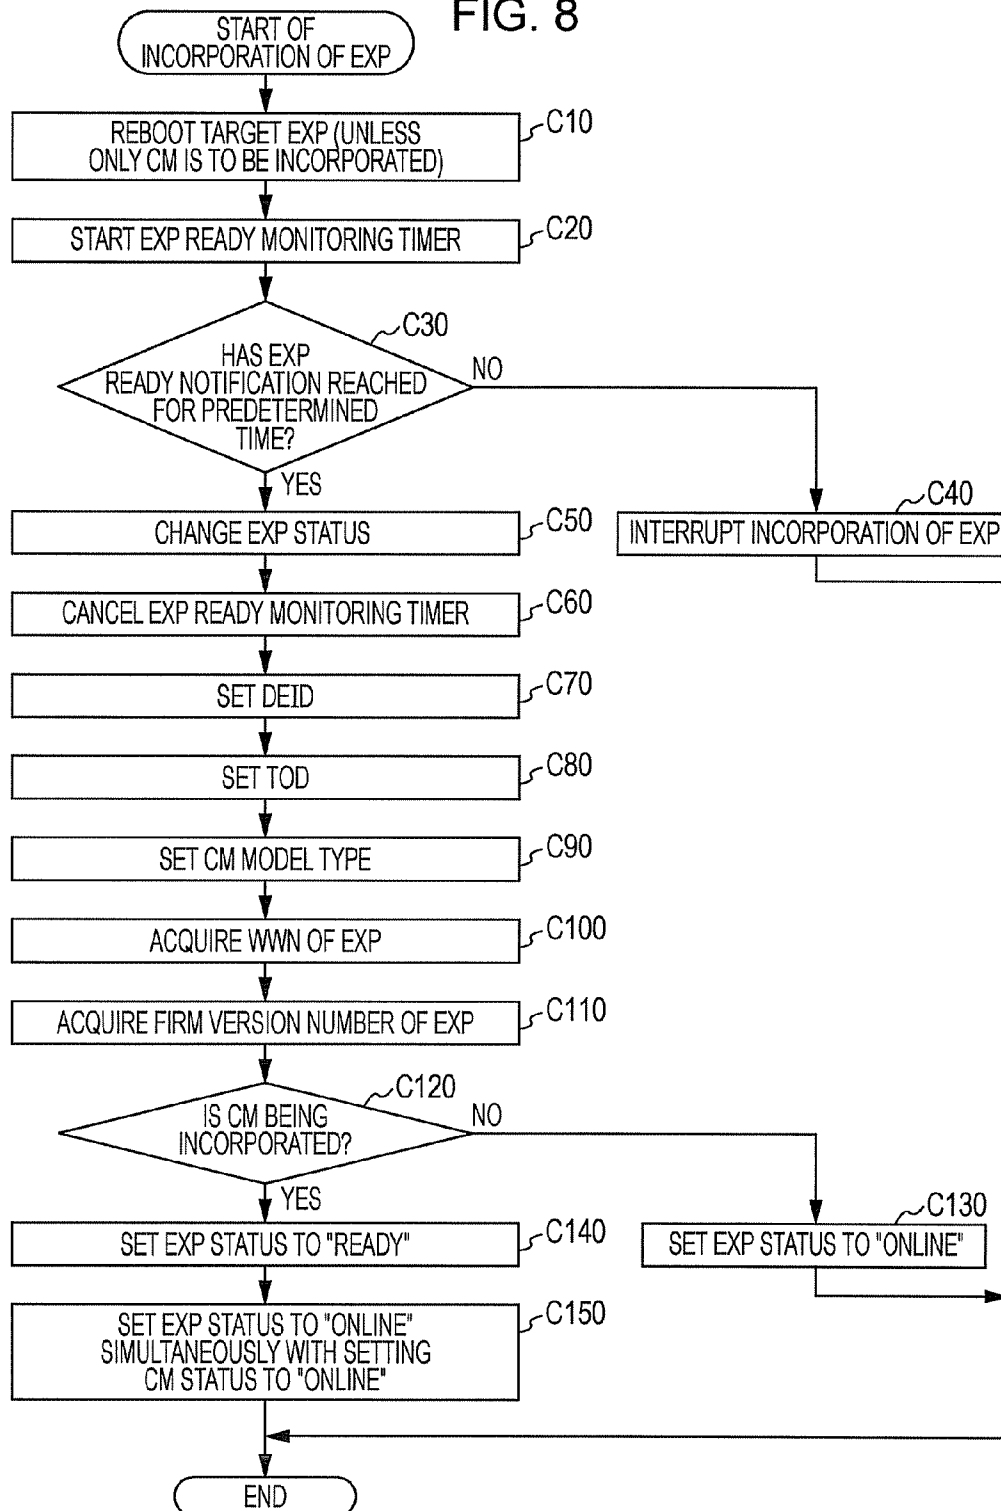 FIG. 8
START OF
INCORPORATION OF EXP
C10
REBOOT TARGET EXP (UNLESS
ONLY CM IS TO BE INCORPORATED)
C20
START EXP READY MONITORING TIMER
C30
HAS EXP
READY NOTIFICATION REACHED
FOR PREDETERMINED
TIME?
NO
YES
C40
INTERRUPT INCORPORATION OF EXP
C50
CHANGE EXP STATUS
C60
CANCEL EXP READY MONITORING TIMER
C70
SET DEID
C80
SET TOD
C90
SET CM MODEL TYPE
C100
ACQUIRE WWN OF EXP
C110
ACQUIRE FIRM VERSION NUMBER OF EXP
C120
IS CM BEING
INCORPORATED?
NO
YES
C130
SET EXP STATUS TO "ONLINE"
C140
SET EXP STATUS TO "READY"
C150
SET EXP STATUS TO "ONLINE"
SIMULTANEOUSLY WITH SETTING
CM STATUS TO "ONLINE"
END